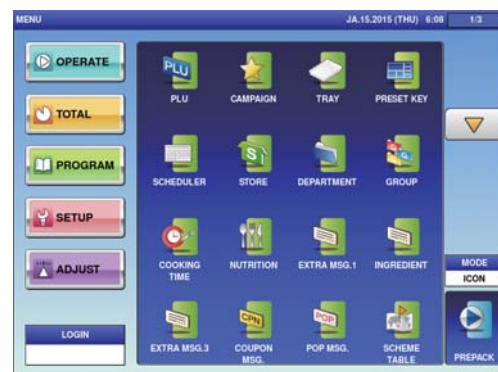 MENU
JA.15.2015 (THU) 6:08
1/3
OPERATE
TOTAL
PROGRAM
SETUP
ADJUST
LOGIN
PLU
PLU
CAMPAIGN
TRAY
PRESET KEY
SCHEDULER
S
STORE
DEPARTMENT
G
GROUP
COOKING
TIME
NUTRITION
EXTRA MSG.1
INGREDIENT
EXTRA MSG.3
CPN
COUPON
MSG.
POP
POP MSG.
SCHEME
TABLE
MODE
ICON
PREPACK